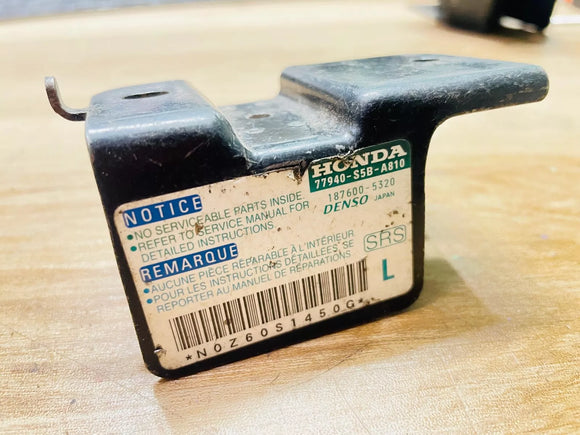 HONDA
77940-S5B-A810
187600-5320
DENSO JAPAN
NOTICE
•NO SERVICEABLE PARTS INSIDE.
•REFER TO SERVICE MANUAL FOR
DETAILED INSTRUCTIONS.
REMARQUE
•AUCUNE PIÈCE RÉPARABLE À L'INTÉRIEUR
•POUR LES INSTRUCTIONS DÉTAILLÉES, SE
REPORTER AU MANUEL DE RÉPARATIONS.
SRS
L
*N0Z60S1450G*